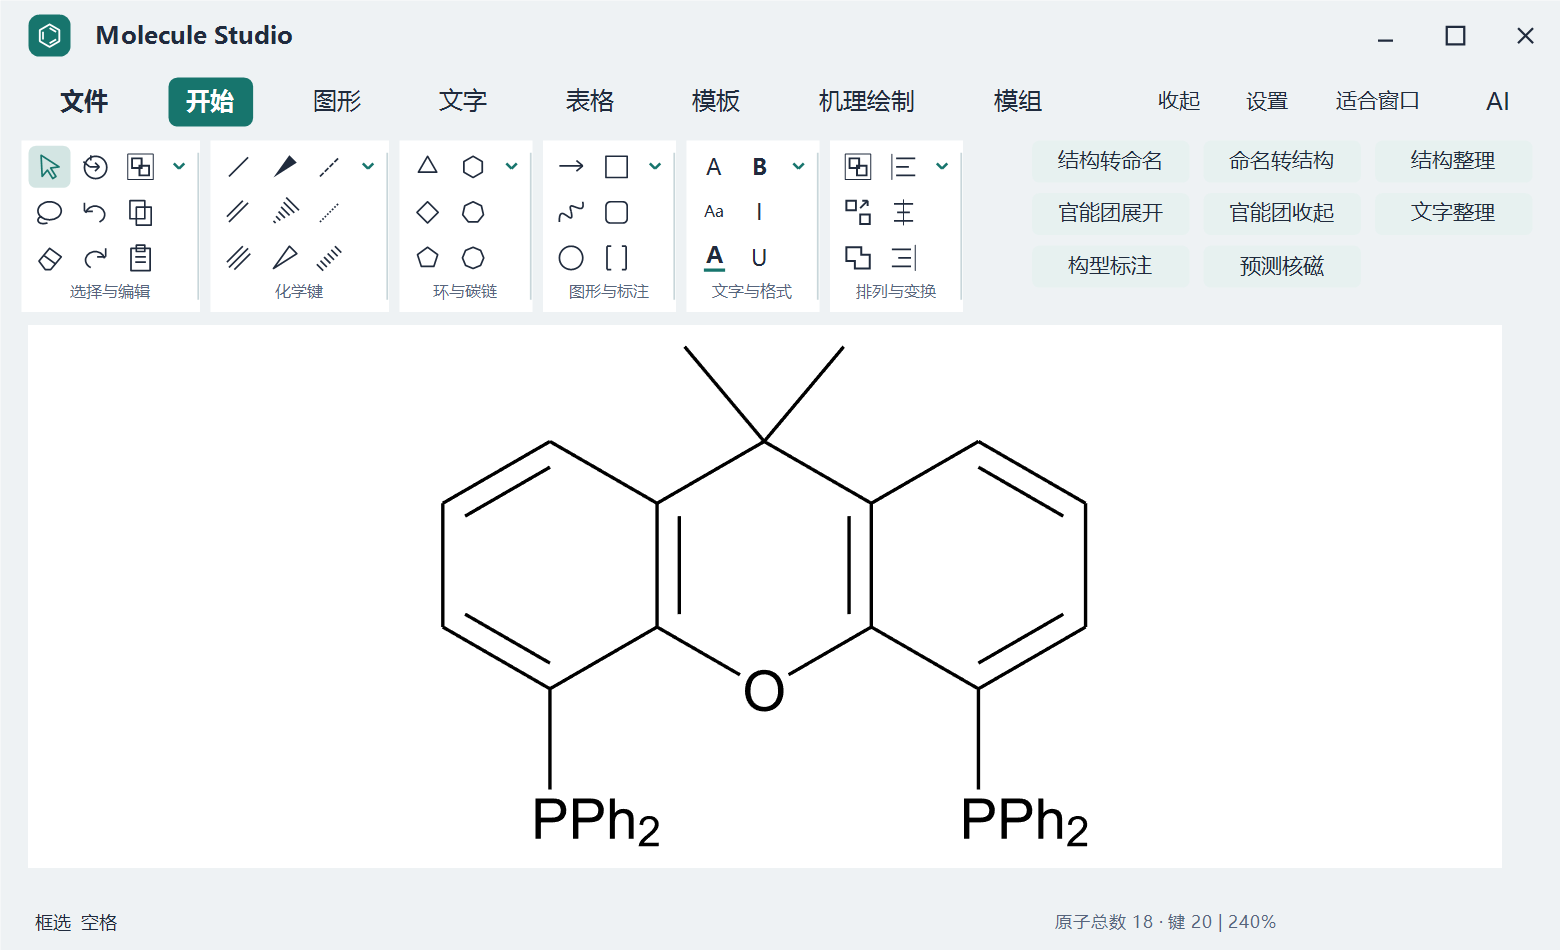 Molecule Studio
文件 开始 图形 文字 表格 模板 机理绘制 模组 收起 设置 适合窗口 AI
结构转命名 命名转结构 结构整理
官能团展开 官能团收起 文字整理
构型标注 预测核磁
A B
Aa I
A U
选择与编辑 化学键 环与碳链 图形与标注 文字与格式 排列与变换
O
PPh2 PPh2
框选 空格 原子总数 18 · 键 20 | 240%